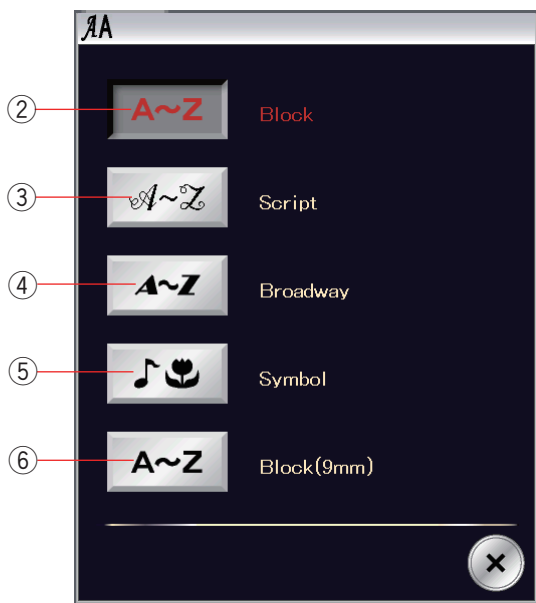 AA
② A~Z Block
③ A~Z Script
④ A~Z Broadway
⑤ Symbol
⑥ A~Z Block(9mm)
×